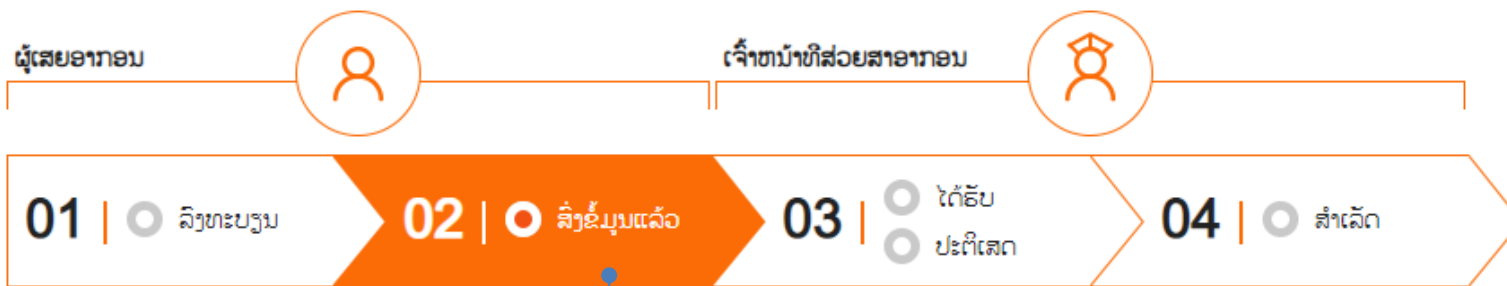 ຜູ້ເສຍອາກອນ
ເຈົ້າຫນ້າທີສ່ວຍສາອາກອນ
01 ລົງທະບຽນ
02 ສົ່ງຂໍ້ມູນແລ້ວ
03 ໄດ້ຮັບ
ປະຕິເສດ
04 ສຳເລັດ